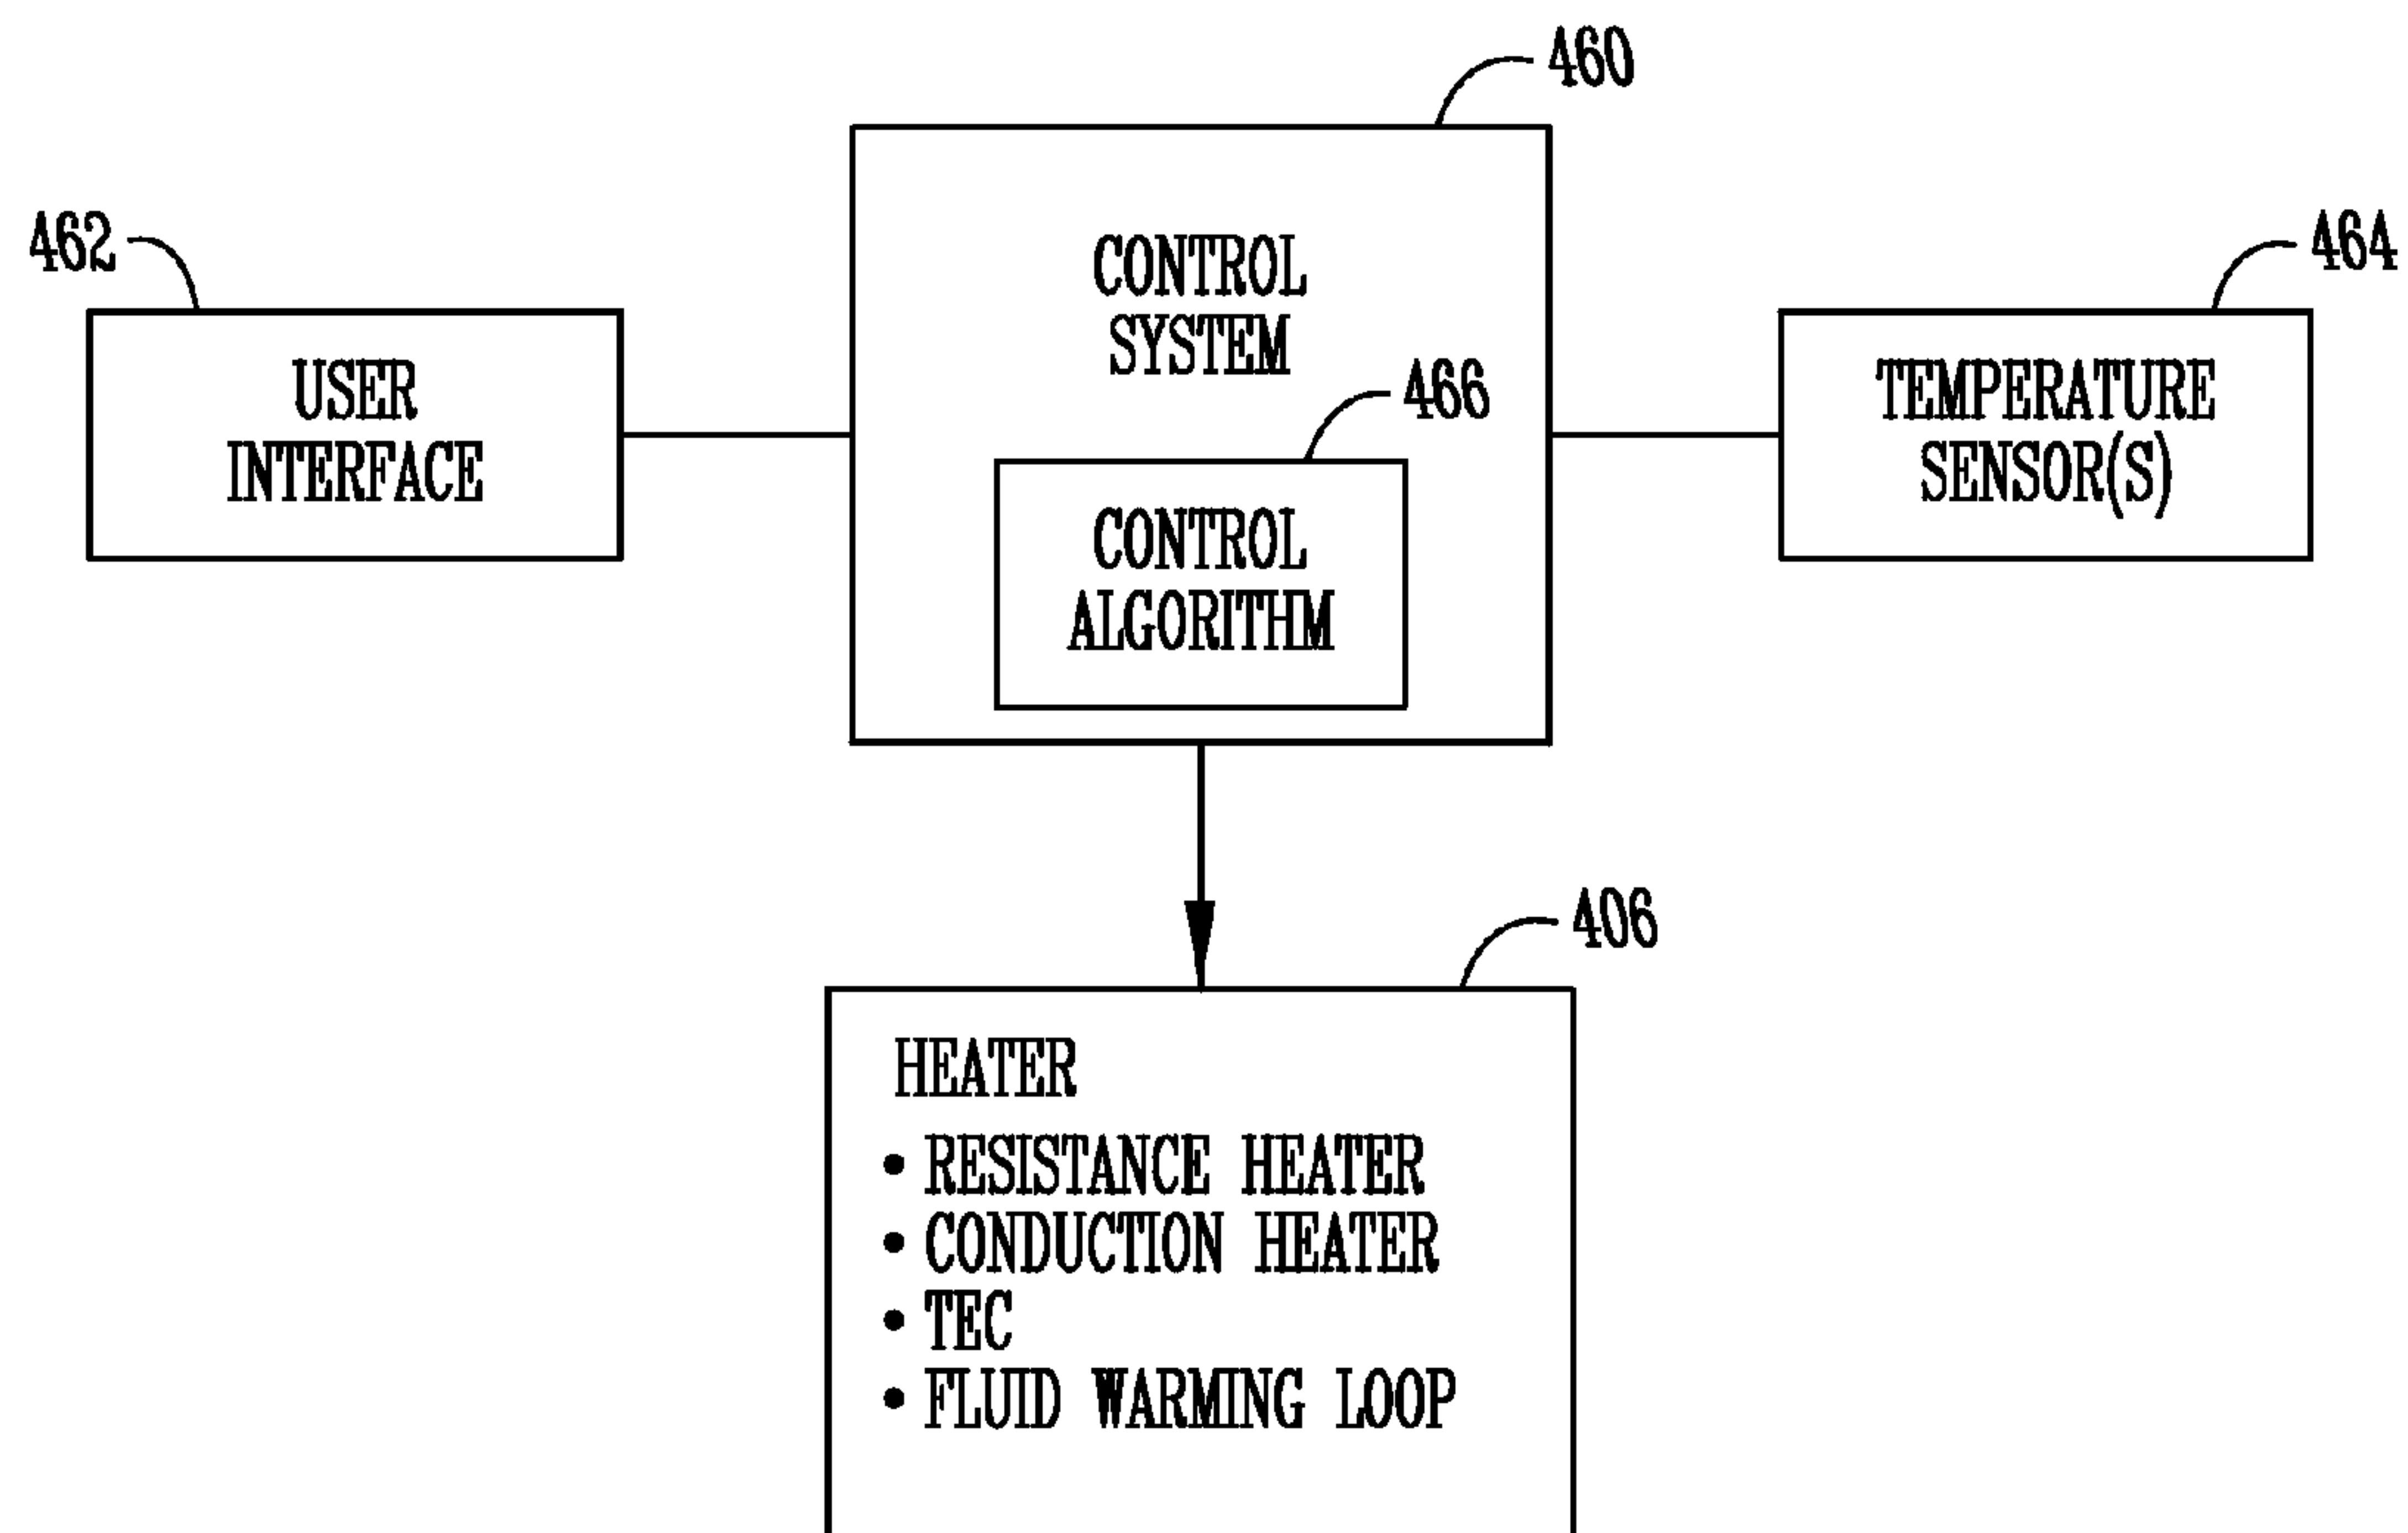 460
462
464
CONTROL
SYSTEM
USER
INTERFACE
466
TEMPERATURE
SENSOR(S)
CONTROL
ALGORITHM
406
HEATER
• RESISTANCE HEATER
• CONDUCTION HEATER
• TEC
• FLUID WARMING LOOP